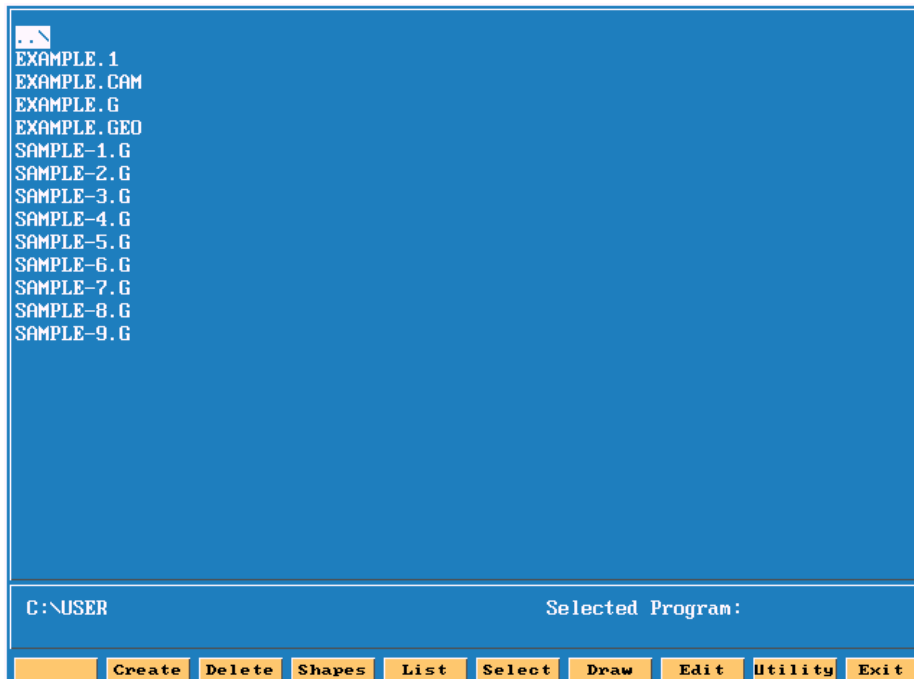 ..\
EXAMPLE.1
EXAMPLE.CAM
EXAMPLE.G
EXAMPLE.GEO
SAMPLE-1.G
SAMPLE-2.G
SAMPLE-3.G
SAMPLE-4.G
SAMPLE-5.G
SAMPLE-6.G
SAMPLE-7.G
SAMPLE-8.G
SAMPLE-9.G
C:\USER Selected Program:
Create Delete Shapes List Select Draw Edit Utility Exit